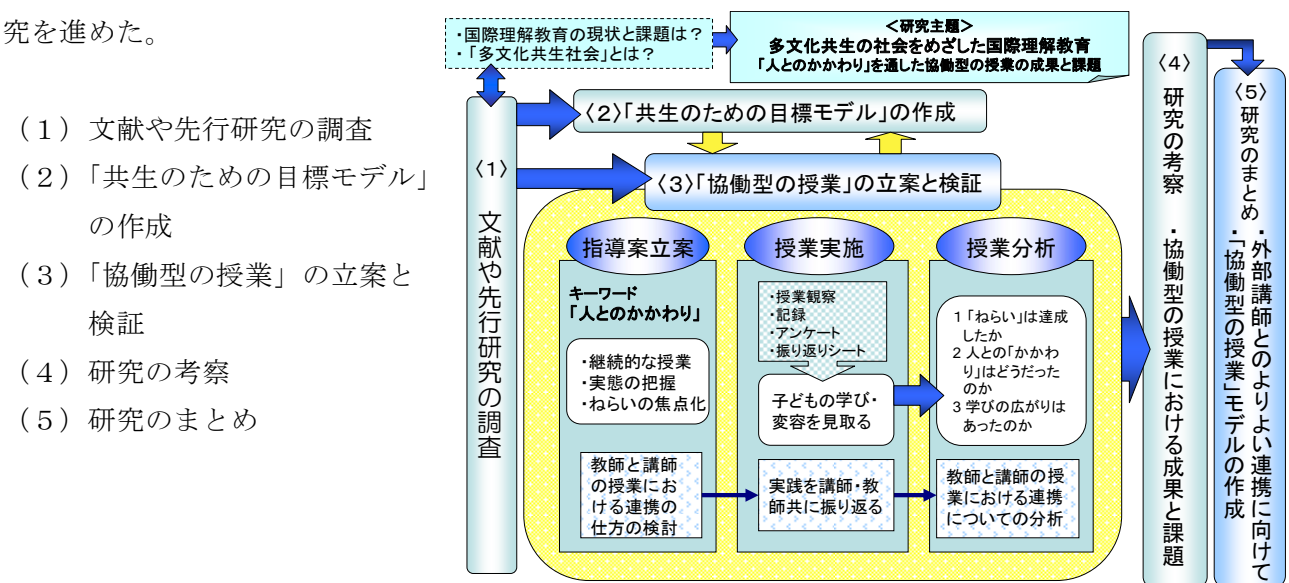 究を進めた。
（１）文献や先行研究の調査
（２）「共生のための目標モデル」
の作成
（３）「協働型の授業」の立案と
検証
（４）研究の考察
（５）研究のまとめ
・国際理解教育の現状と課題は？
・「多文化共生社会」とは？
＜研究主題＞
多文化共生の社会をめざした国際理解教育
「人とのかかわり」を通した協働型の授業の成果と課題
〈1〉
文献や先行研究の調査
〈2〉「共生のための目標モデル」の作成
〈3〉「協働型の授業」の立案と検証
指導案立案
キーワード
「人とのかかわり」
・継続的な授業
・実態の把握
・ねらいの焦点化
教師と講師
の授業にお
ける連携の
仕方の検討
授業実施
・授業観察
・記録
・アンケート
・振り返りシート
子どもの学び・
変容を見取る
実践を講師・教
師共に振り返る
授業分析
1 「ねらい」は達成
したか
2 人との「かかわ
り」はどうだった
のか
3 学びの広がりは
あったのか
教師と講師の授
業における連携
についての分析
〈4〉
研究の考察　・協働型の授業における成果と課題
〈5〉
研究のまとめ
・外部講師とのよりよい連携に向けて
・「協働型の授業」モデルの作成